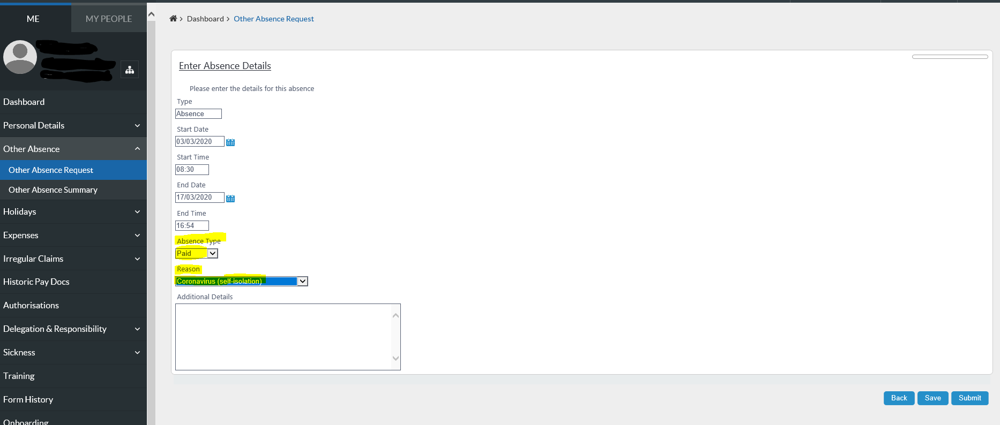 ME
MY PEOPLE
Dashboard
Personal Details
Other Absence
Other Absence Request
Other Absence Summary
Holidays
Expenses
Irregular Claims
Historic Pay Docs
Authorisations
Delegation & Responsibility
Sickness
Training
Form History
Onboarding
Dashboard > Other Absence Request
Enter Absence Details
Please enter the details for this absence
Type
Absence
Start Date
03/03/2020
Start Time
08:30
End Date
17/03/2020
End Time
16:54
Absence Type
Paid
Reason
Coronavirus (self-isolation)
Additional Details
Back
Save
Submit